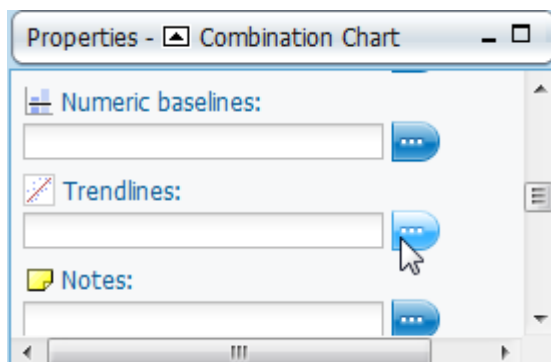 Properties - Combination Chart
Numeric baselines:
Trendlines:
Notes: